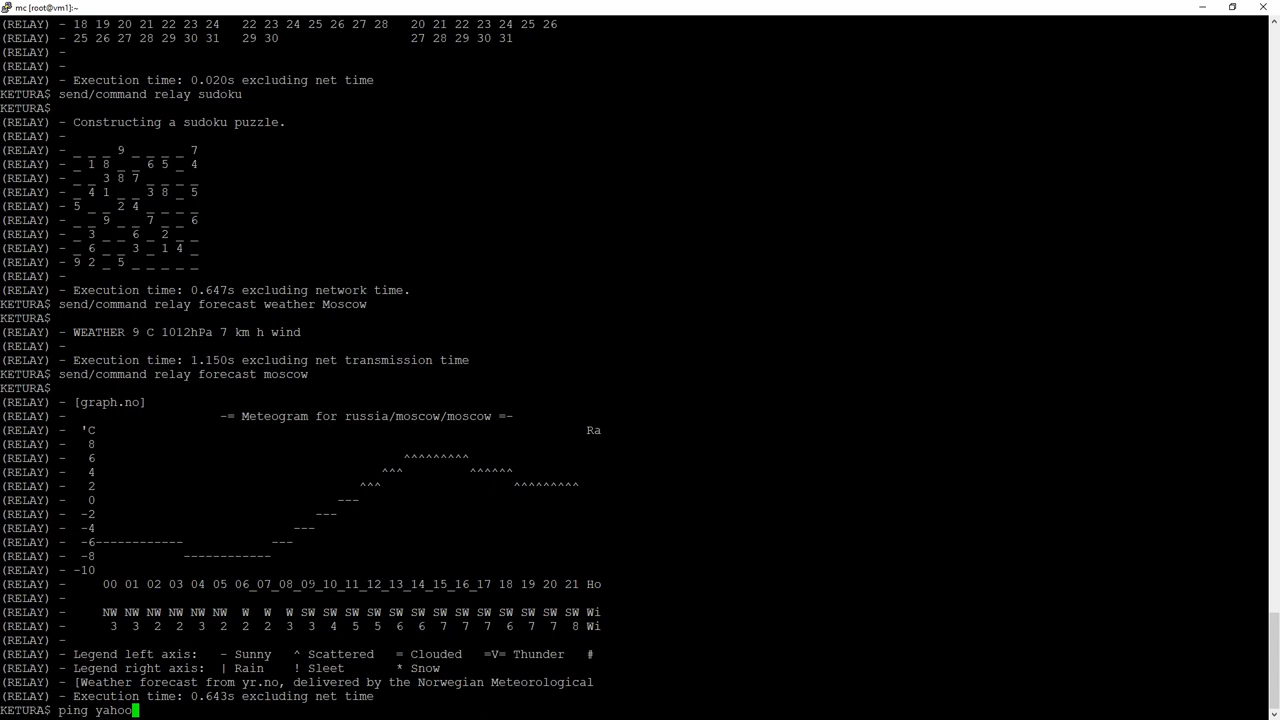 mc [root@vm1]:~
(RELAY) - 18 19 20 21 22 23 24   22 23 24 25 26 27 28   20 21 22 23 24 25 26
(RELAY) - 25 26 27 28 29 30 31   29 30                  27 28 29 30 31
(RELAY) -
(RELAY) -
(RELAY) - Execution time: 0.020s excluding net time
KETURA$ send/command relay sudoku
KETURA$
(RELAY) - Constructing a sudoku puzzle.
(RELAY) -
(RELAY) - _ _ _ 9 _ _ _ _ 7
(RELAY) - _ 1 8 _ _ 6 5 _ 4
(RELAY) - _ _ 3 8 7 _ _ _ _
(RELAY) - _ 4 1 _ _ 3 8 _ 5
(RELAY) - 5 _ _ 2 4 _ _ _ _
(RELAY) - _ _ 9 _ _ 7 _ _ 6
(RELAY) - _ 3 _ _ 6 _ 2 _ _
(RELAY) - _ 6 _ _ 3 _ 1 4 _
(RELAY) - 9 2 _ 5 _ _ _ _ _
(RELAY) -
(RELAY) - Execution time: 0.647s excluding network time.
KETURA$ send/command relay forecast weather Moscow
KETURA$
(RELAY) - WEATHER 9 C 1012hPa 7 km h wind
(RELAY) -
(RELAY) - Execution time: 1.150s excluding net transmission time
KETURA$ send/command relay forecast moscow
KETURA$
(RELAY) - [graph.no]
(RELAY) -                     -= Meteogram for russia/moscow/moscow =-
(RELAY) -  'C                                                                   Ra
(RELAY) -   8
(RELAY) -   6                                          ^^^^^^^^^
(RELAY) -   4                                       ^^^         ^^^^^^
(RELAY) -   2                                    ^^^                  ^^^^^^^^^
(RELAY) -   0                                 ---
(RELAY) -  -2                              ---
(RELAY) -  -4                           ---
(RELAY) -  -6------------            ---
(RELAY) -  -8            ------------
(RELAY) - -10
(RELAY) -     00 01 02 03 04 05 06_07_08_09_10_11_12_13_14_15_16_17 18 19 20 21 Ho
(RELAY) -
(RELAY) -     NW NW NW NW NW NW  W  W  W SW SW SW SW SW SW SW SW SW SW SW SW SW Wi
(RELAY) -      3  3  2  2  3  2  2  2  3  3  4  5  5  6  6  7  7  7  6  7  7  8 Wi
(RELAY) -
(RELAY) - Legend left axis:  - Sunny  ^ Scattered  = Clouded  =V= Thunder  #
(RELAY) - Legend right axis: | Rain   ! Sleet      * Snow
(RELAY) - [Weather forecast from yr.no, delivered by the Norwegian Meteorological
(RELAY) - Execution time: 0.643s excluding net time
KETURA$ ping yahoo